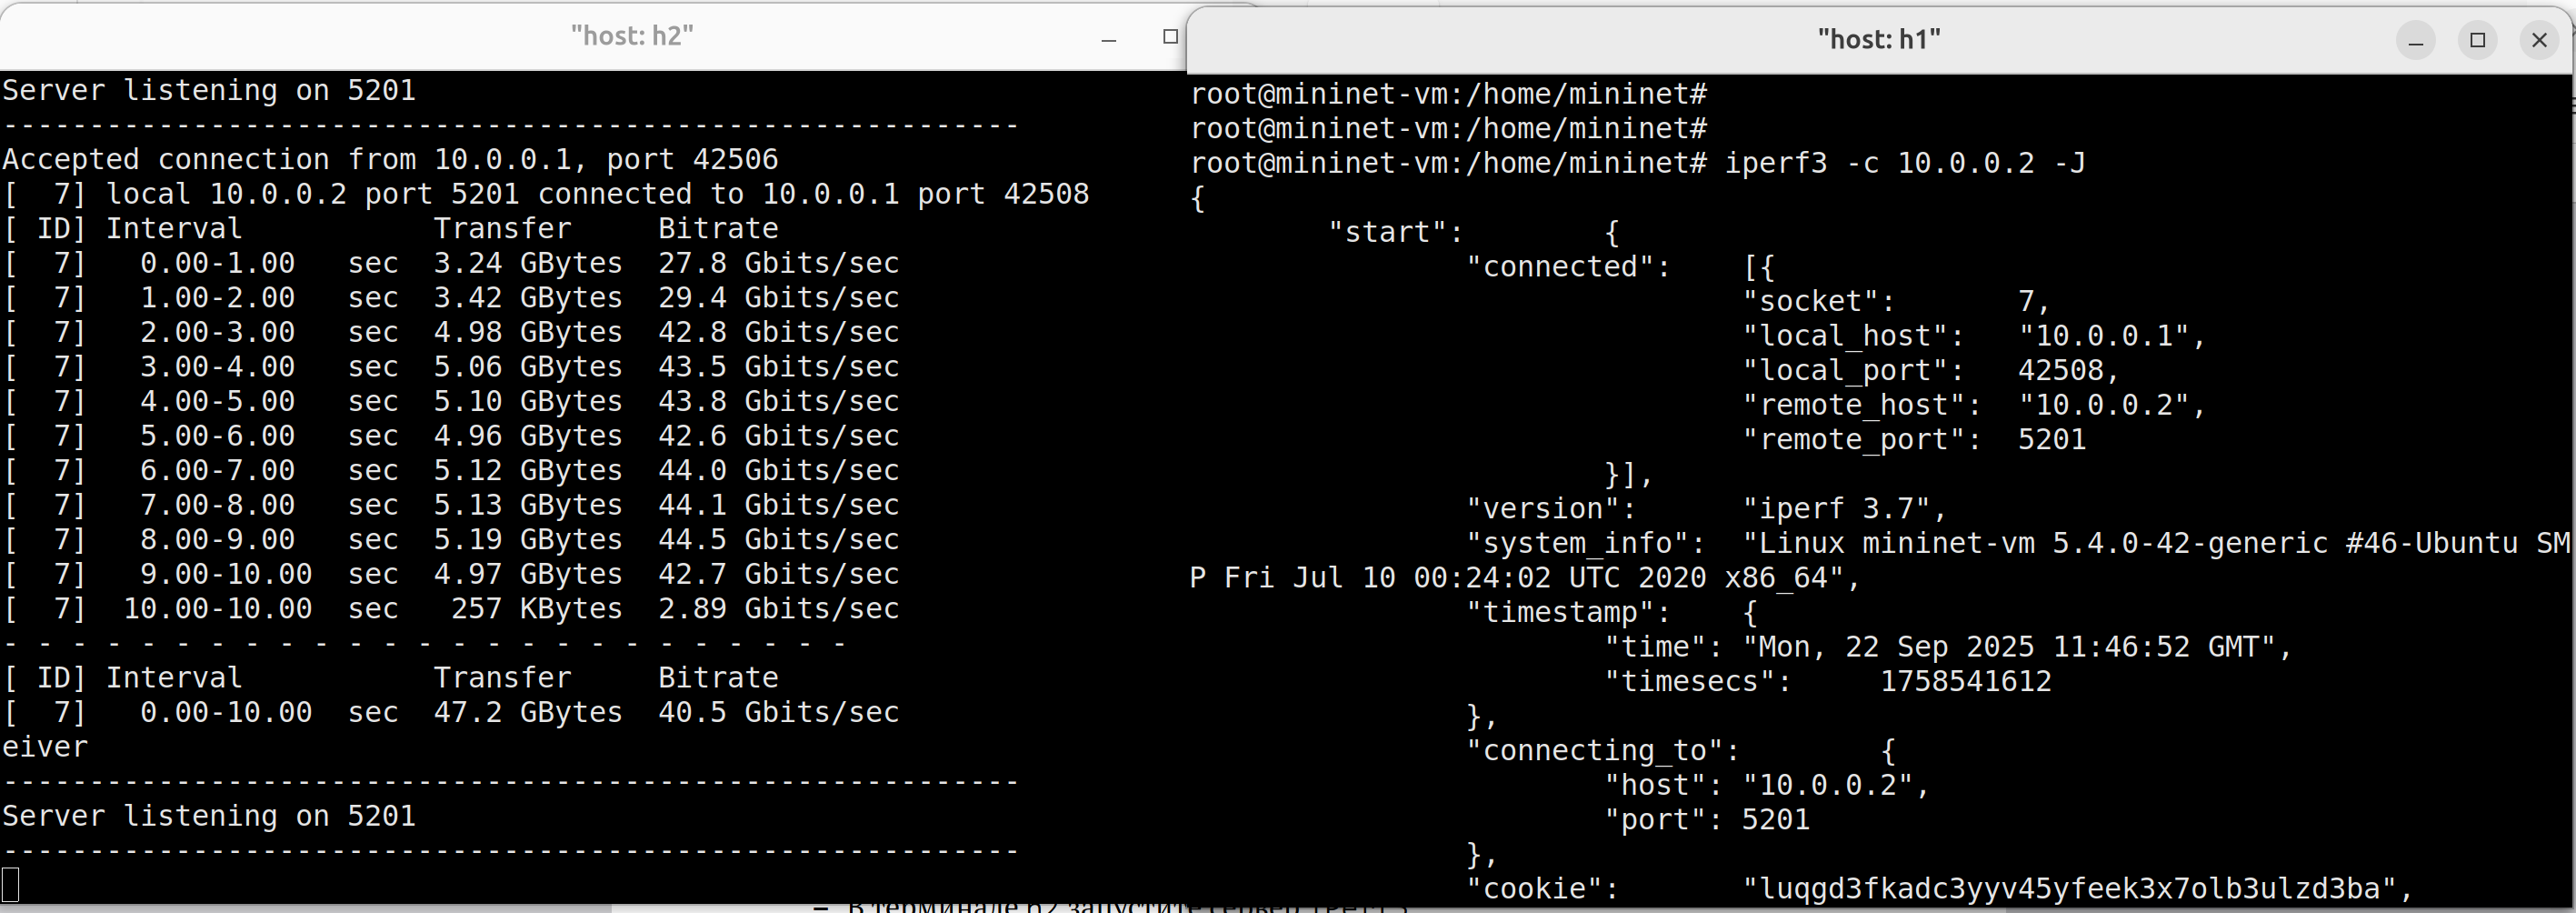 "host: h2"
Server listening on 5201
-----------------------------------------------------------
Accepted connection from 10.0.0.1, port 42506
[  7] local 10.0.0.2 port 5201 connected to 10.0.0.1 port 42508
[ ID] Interval           Transfer     Bitrate
[  7]   0.00-1.00   sec  3.24 GBytes  27.8 Gbits/sec
[  7]   1.00-2.00   sec  3.42 GBytes  29.4 Gbits/sec
[  7]   2.00-3.00   sec  4.98 GBytes  42.8 Gbits/sec
[  7]   3.00-4.00   sec  5.06 GBytes  43.5 Gbits/sec
[  7]   4.00-5.00   sec  5.10 GBytes  43.8 Gbits/sec
[  7]   5.00-6.00   sec  4.96 GBytes  42.6 Gbits/sec
[  7]   6.00-7.00   sec  5.12 GBytes  44.0 Gbits/sec
[  7]   7.00-8.00   sec  5.13 GBytes  44.1 Gbits/sec
[  7]   8.00-9.00   sec  5.19 GBytes  44.5 Gbits/sec
[  7]   9.00-10.00  sec  4.97 GBytes  42.7 Gbits/sec
[  7]  10.00-10.00  sec   257 KBytes  2.89 Gbits/sec
- - - - - - - - - - - - - - - - - - - - - - - - -
[ ID] Interval           Transfer     Bitrate
[  7]   0.00-10.00  sec  47.2 GBytes  40.5 Gbits/sec
eiver
-----------------------------------------------------------
Server listening on 5201
-----------------------------------------------------------
"host: h1"
root@mininet-vm:/home/mininet#
root@mininet-vm:/home/mininet#
root@mininet-vm:/home/mininet# iperf3 -c 10.0.0.2 -J
{
"start": {
"connected": [{
"socket": 7,
"local_host": "10.0.0.1",
"local_port": 42508,
"remote_host": "10.0.0.2",
"remote_port": 5201
}],
"version": "iperf 3.7",
"system_info": "Linux mininet-vm 5.4.0-42-generic #46-Ubuntu SM
P Fri Jul 10 00:24:02 UTC 2020 x86_64",
"timestamp": {
"time": "Mon, 22 Sep 2025 11:46:52 GMT",
"timesecs": 1758541612
},
"connecting_to": {
"host": "10.0.0.2",
"port": 5201
},
"cookie": "luqgd3fkadc3yyv45yfeek3x7olb3ulzd3ba",
– В терминале h2 запустите сервер iPerf3